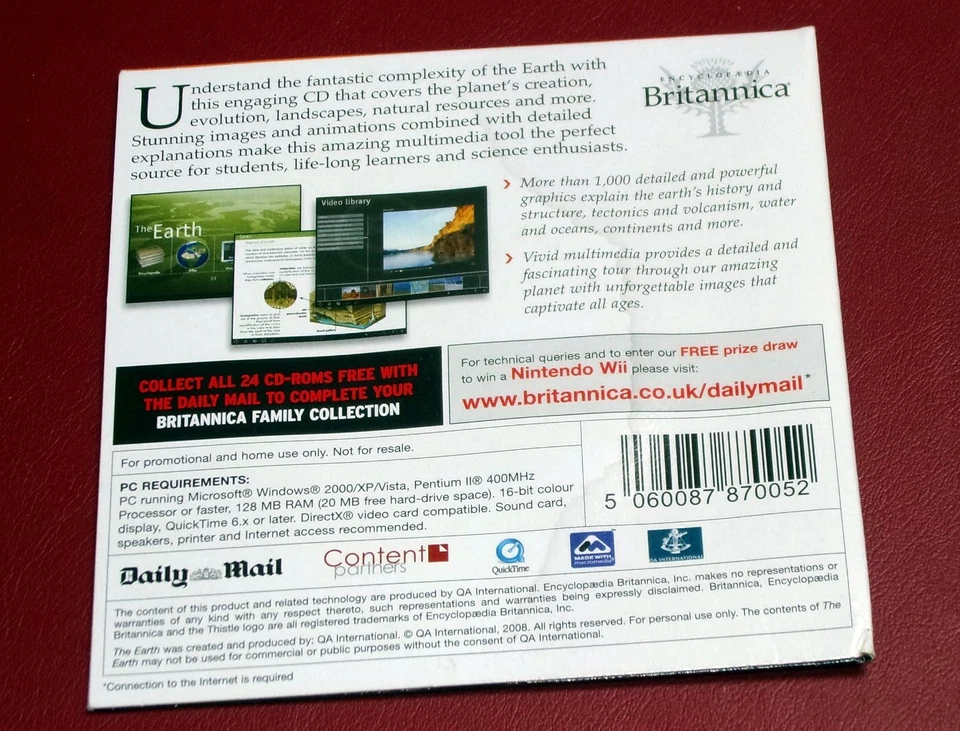 Understand the fantastic complexity of the Earth with
this engaging CD that covers the planet's creation,
evolution, landscapes, natural resources and more.
Stunning images and animations combined with detailed
explanations make this amazing multimedia tool the perfect
source for students, life-long learners and science enthusiasts.
ENCYCLOPÆDIA
Britannica®
› More than 1,000 detailed and powerful
graphics explain the earth's history and
structure, tectonics and volcanism, water
and oceans, continents and more.
› Vivid multimedia provides a detailed and
fascinating tour through our amazing
planet with unforgettable images that
captivate all ages.
The Earth
Encyclopedia
Video library
COLLECT ALL 24 CD-ROMS FREE WITH
THE DAILY MAIL TO COMPLETE YOUR
BRITANNICA FAMILY COLLECTION
For technical queries and to enter our FREE prize draw
to win a Nintendo Wii please visit:
www.britannica.co.uk/dailymail*
For promotional and home use only. Not for resale.
PC REQUIREMENTS:
PC running Microsoft® Windows® 2000/XP/Vista, Pentium II® 400MHz
Processor or faster, 128 MB RAM (20 MB free hard-drive space). 16-bit colour
display, QuickTime 6.x or later. DirectX® video card compatible. Sound card,
speakers, printer and Internet access recommended.
5 060087 870052
Daily Mail
Content
partners
QuickTime
MADE WITH
macromedia
QA INTERNATIONAL
The content of this product and related technology are produced by QA International. Encyclopædia Britannica, Inc. makes no representations or
warranties of any kind with any respect thereto, such representations and warranties being expressly disclaimed. Britannica, Encyclopædia
Britannica and the Thistle logo are all registered trademarks of Encyclopædia Britannica, Inc.
The Earth was created and produced by: QA International. © QA International, 2008. All rights reserved. For personal use only. The contents of The
Earth may not be used for commercial or public purposes without the consent of QA International.
*Connection to the Internet is required